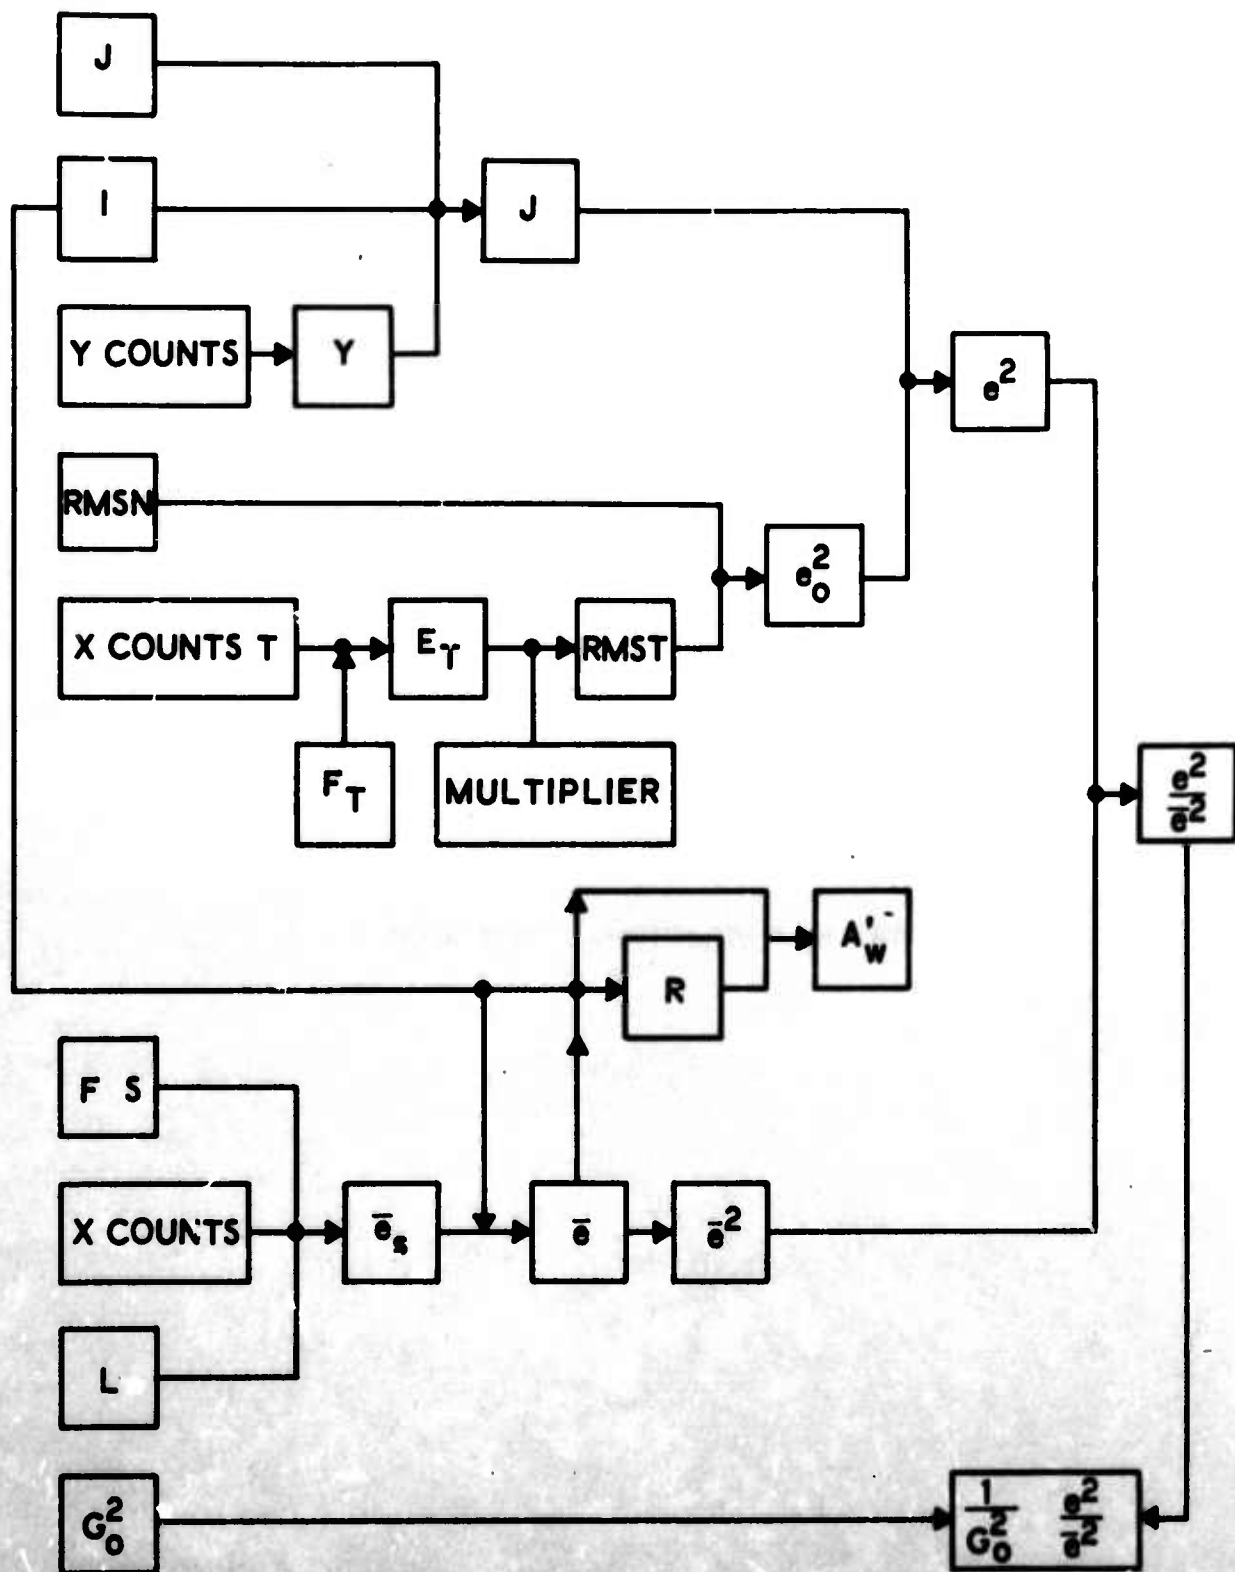 J
I
J
Y COUNTS
Y
e²
RMSN
e₀²
X COUNTS T
E_T
RMST
F_T
MULTIPLIER
e² / ē²
A'_w
R
F S
X COUNTS
ē_s
ē
ē²
L
G₀²
1 / G₀² e² / ē²